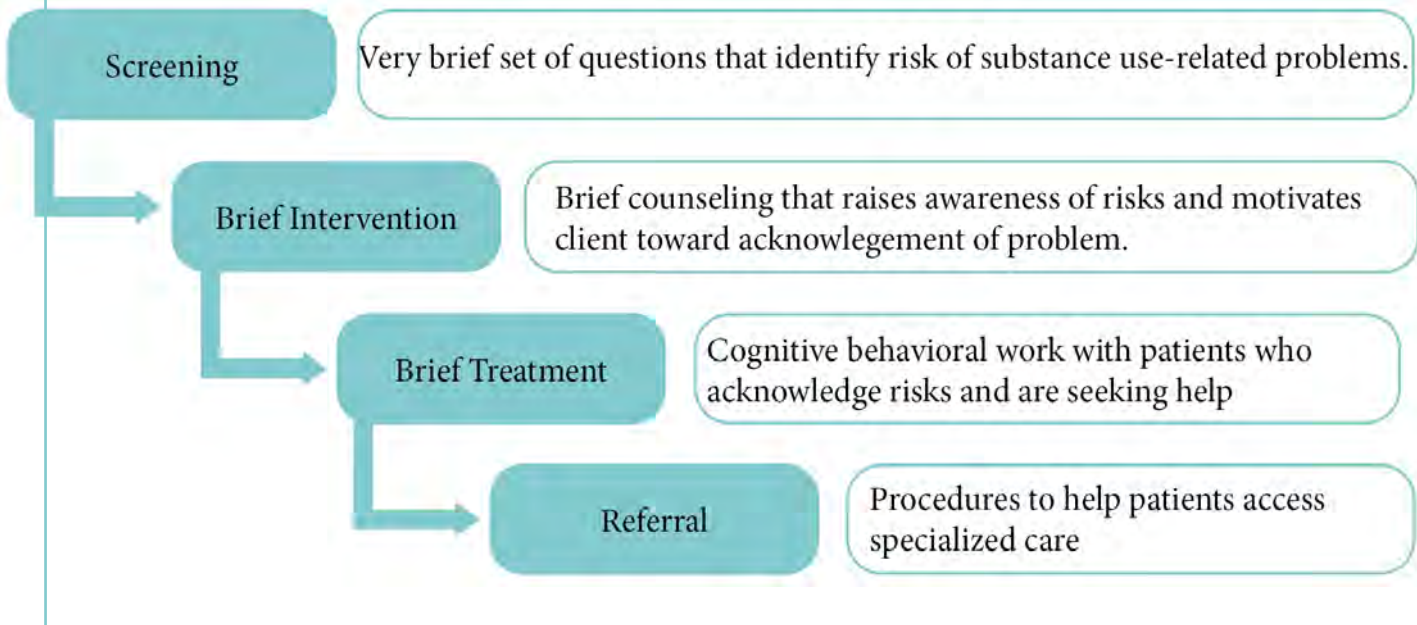 Screening
Very brief set of questions that identify risk of substance use-related problems.
Brief Intervention
Brief counseling that raises awareness of risks and motivates
client toward acknowlegement of problem.
Brief Treatment
Cognitive behavioral work with patients who
acknowledge risks and are seeking help
Referral
Procedures to help patients access
specialized care